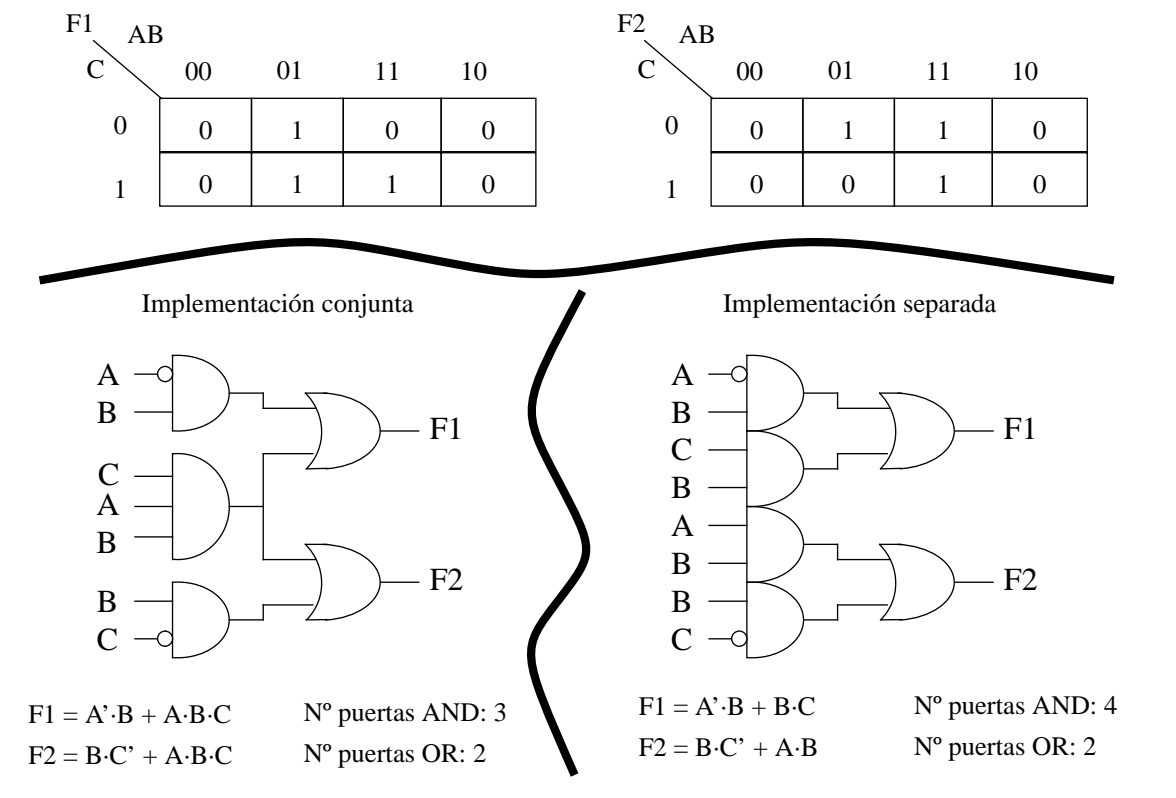 F1 AB
C 00 01 11 10
0 0 1 0 0
1 0 1 1 0
F2 AB
C 00 01 11 10
0 0 1 1 0
1 0 0 1 0
Implementación conjunta
A
B
C
A
B
B
C
F1
F2
F1 = A’·B + A·B·C
F2 = B·C’ + A·B·C
Nº puertas AND: 3
Nº puertas OR: 2
Implementación separada
A
B
C
B
A
B
B
C
F1
F2
F1 = A’·B + B·C
F2 = B·C’ + A·B
Nº puertas AND: 4
Nº puertas OR: 2